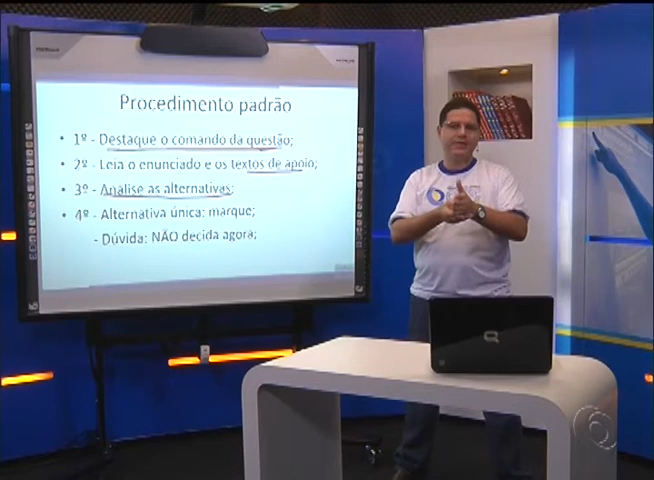 Procedimento padrão
• 1º - Destaque o comando da questão;
• 2º - Leia o enunciado e os textos de apoio;
• 3º - Analise as alternativas;
• 4º - Alternativa única: marque;
- Dúvida: NÃO decida agora;